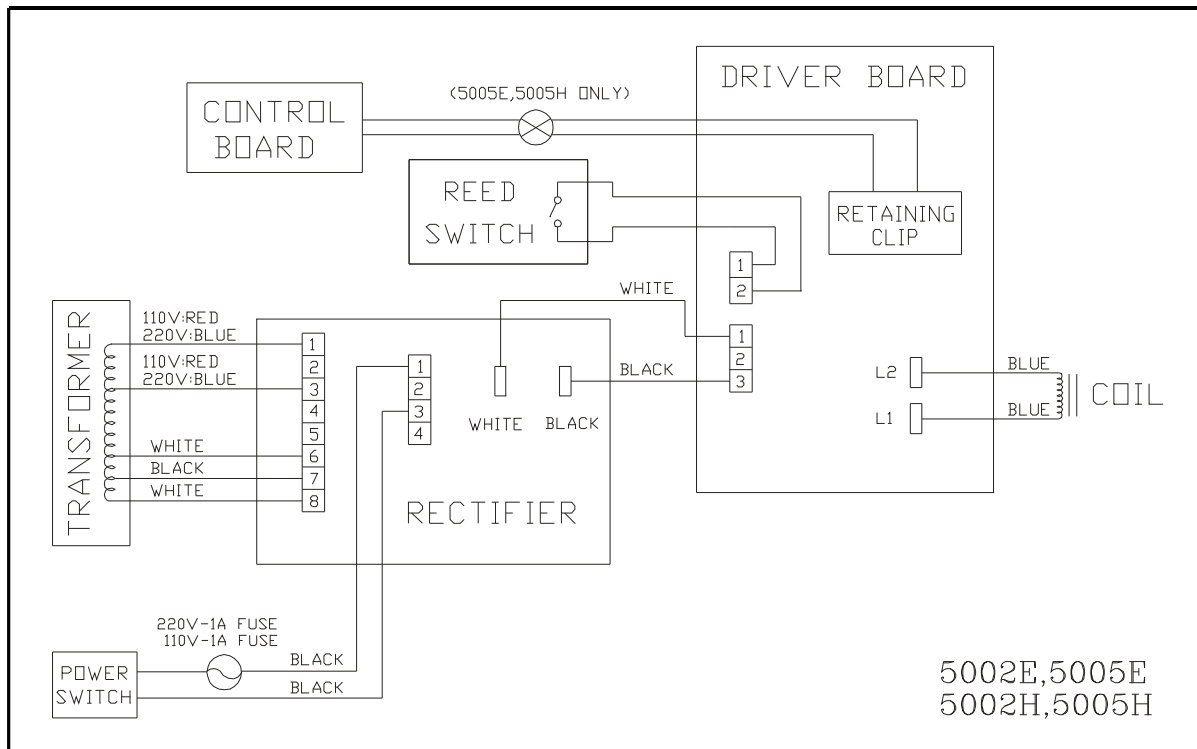 DRIVER BOARD
(5005E,5005H ONLY)
CONTROL
BOARD
REED
SWITCH
RETAINING
CLIP
1
2
WHITE
1
2
3
BLACK
L2
L1
BLUE
BLUE
COIL
TRANSFORMER
110V:RED
220V:BLUE
110V:RED
220V:BLUE
WHITE
BLACK
WHITE
1
2
3
4
5
6
7
8
1
2
3
4
WHITE
BLACK
RECTIFIER
220V-1A FUSE
110V-1A FUSE
BLACK
BLACK
POWER
SWITCH
5002E,5005E
5002H,5005H